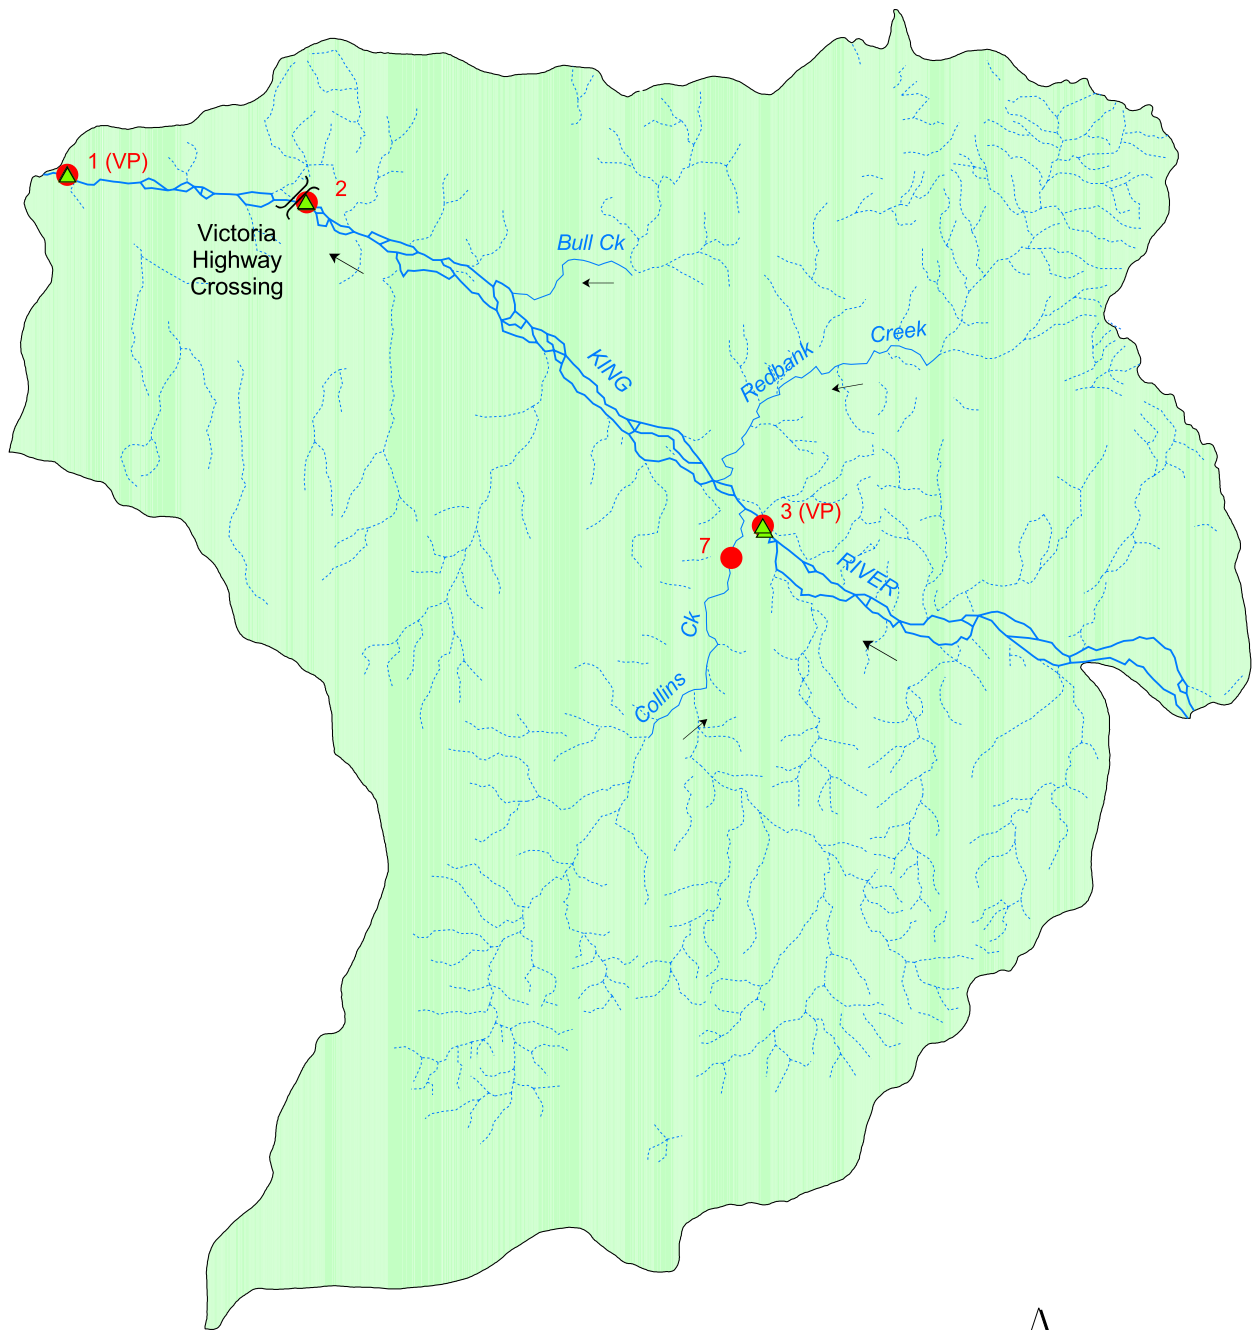 1 (VP)
2
Victoria
Highway
Crossing
Bull Ck
KING
Redbank
Creek
3 (VP)
7
RIVER
Ck
Collins